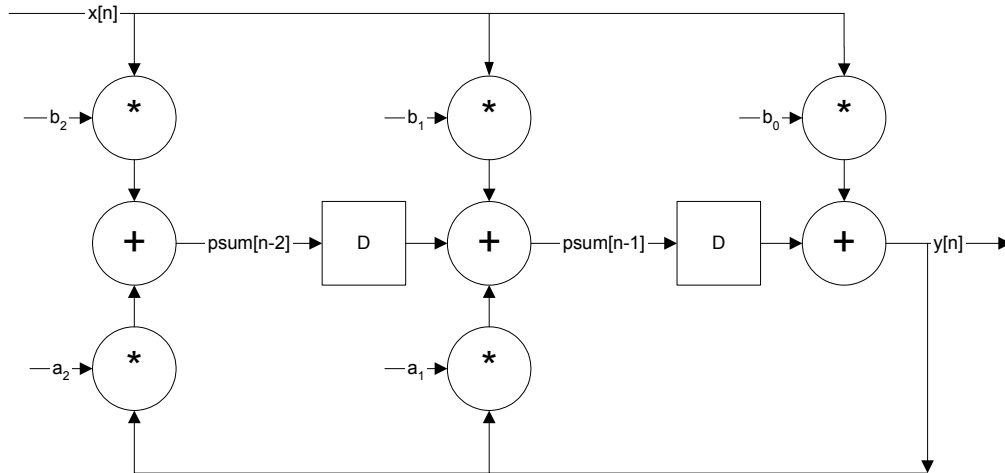 x[n]
* * *
b₂ b₁ b₀
+ psum[n-2] D + psum[n-1] D + y[n]
* *
a₂ a₁